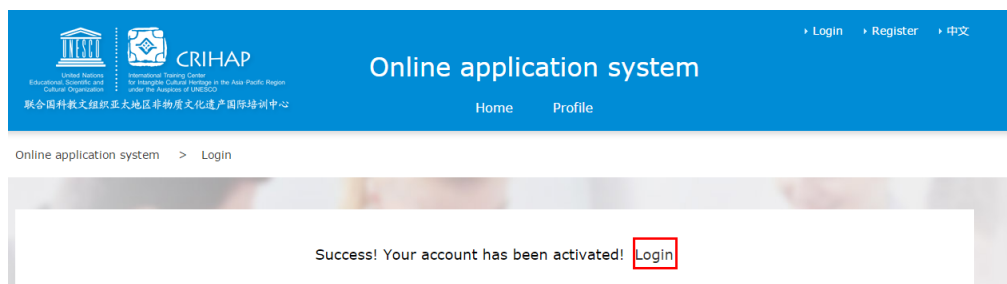 Login Register 中文
UNESCO
CRIHAP
United Nations
Educational, Scientific and
Cultural Organization
International Training Center
for Intangible Cultural Heritage in the Asia-Pacific Region
under the Auspices of UNESCO
联合国科教文组织亚太地区非物质文化遗产国际培训中心
Online application system
Home Profile
Online application system > Login
Success! Your account has been activated! Login